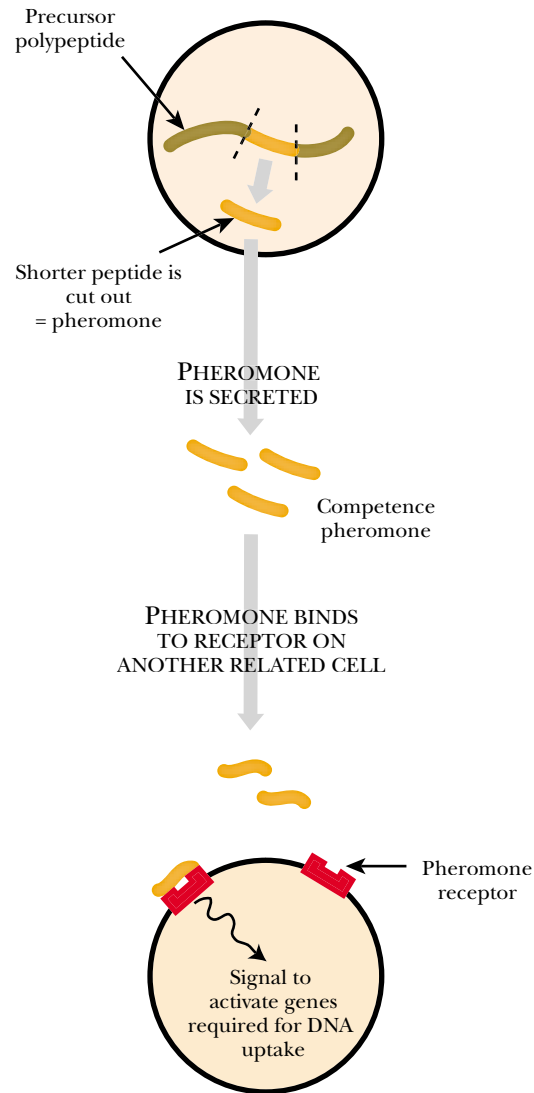 Precursor
polypeptide
Shorter peptide is
cut out
= pheromone
PHEROMONE
IS SECRETED
Competence
pheromone
PHEROMONE BINDS
TO RECEPTOR ON
ANOTHER RELATED CELL
Pheromone
receptor
Signal to
activate genes
required for DNA
uptake